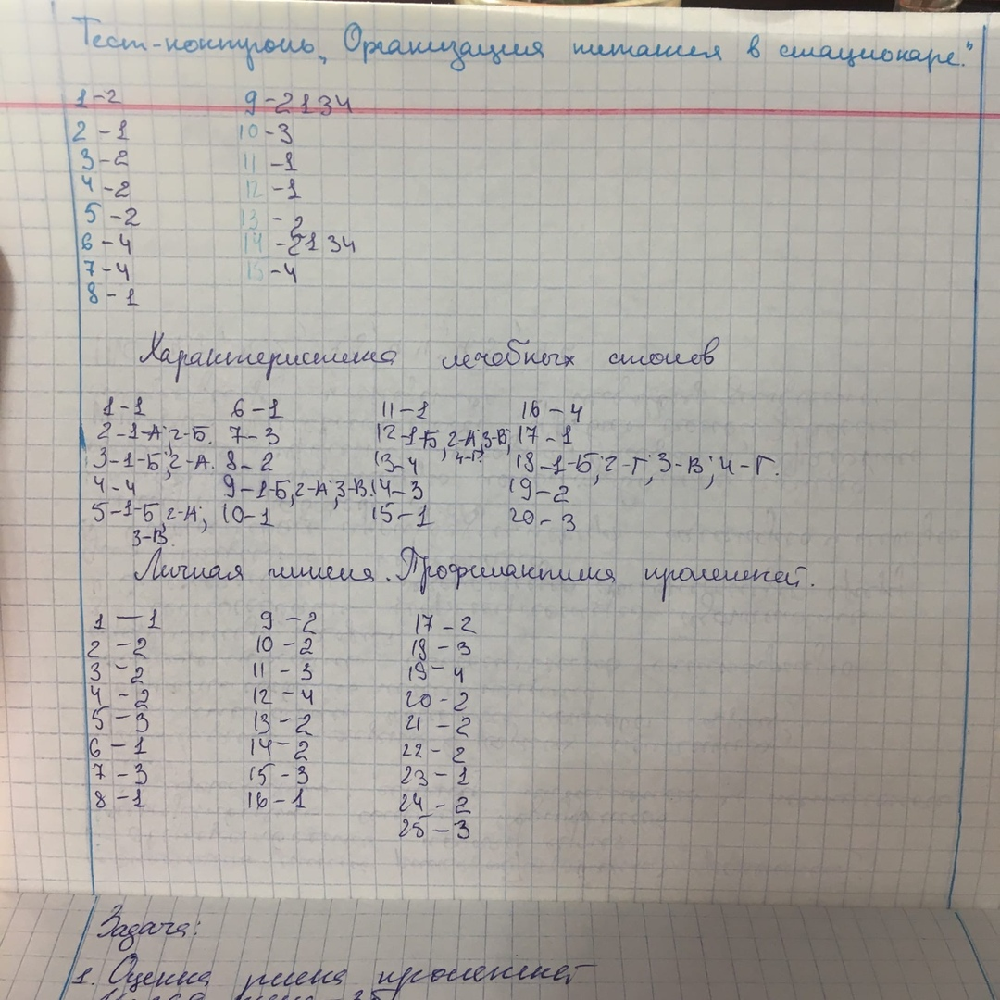 Тест-контроль „Организация питания в стационаре."
1-2 9-2134
2-1 10-3
3-2 11-1
4-2 12-1
5-2 13-2
6-4 14-2134
7-4 15-4
8-1
Характеристика лечебных столов
1-1 6-1 11-1 16-4
2-1-А; 2-Б. 7-3 12-1-Б, 2-А, 3-В, 17-1
4-Г.
3-1-Б, 2-А. 8-2 13-4 18-1-Б, 2-Г, 3-В, 4-Г.
4-4 9-1-Б, 2-А, 3-В. 14-3 19-2
5-1-Б, 2-А, 10-1 15-1 20-3
3-В.
Личная гигиена. Профилактика пролежней.
1-1 9-2 17-2
2-2 10-2 18-3
3-2 11-3 19-4
4-2 12-4 20-2
5-3 13-2 21-2
6-1 14-2 22-2
7-3 15-3 23-1
8-1 16-1 24-2
25-3
Задача:
1. Оценка риска пролежней